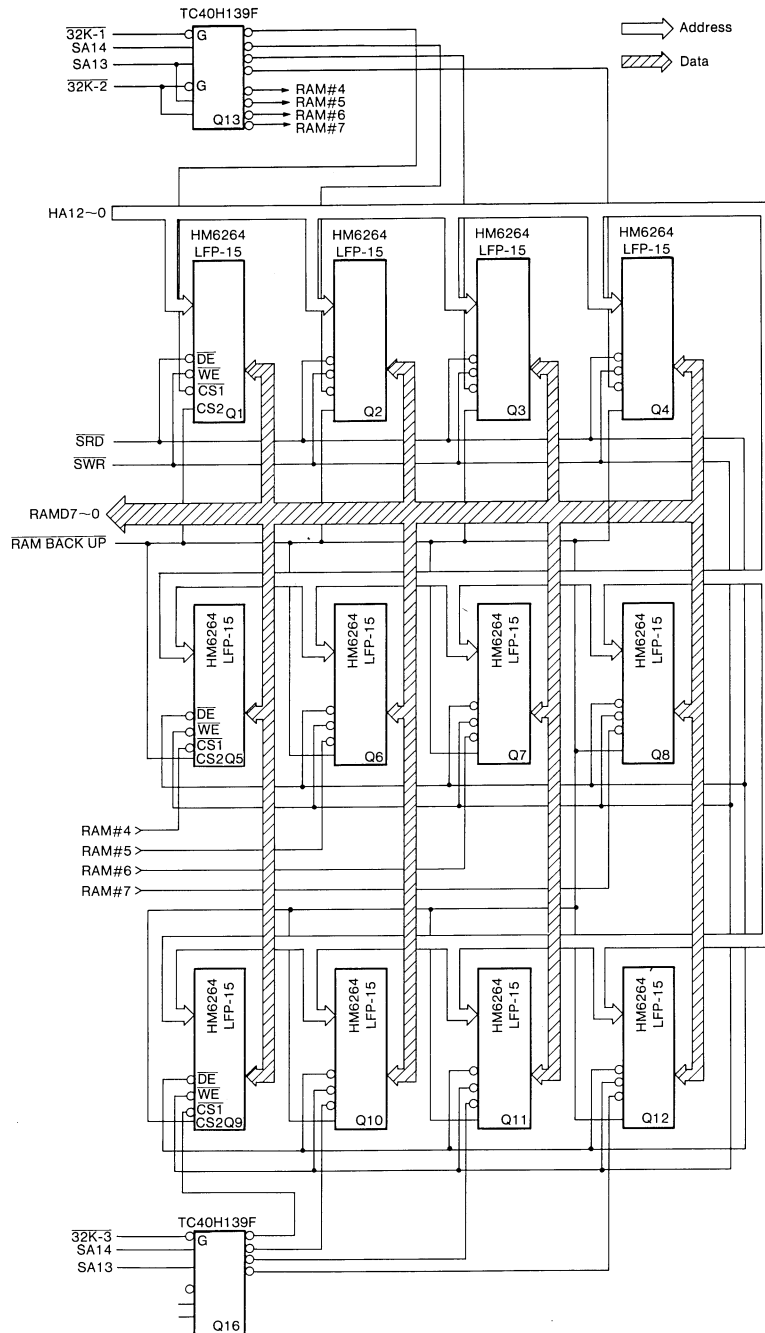 TC40H139F
32K-1
G
SA14
SA13
32K-2
G
Q13
RAM#4
RAM#5
RAM#6
RAM#7
Address
Data
HA12~0
HM6264
LFP-15
HM6264
LFP-15
HM6264
LFP-15
HM6264
LFP-15
DE
WE
CS1
CS2 Q1
Q2
Q3
Q4
SRD
SWR
RAMD7~0
RAM BACK UP
HM6264
LFP-15
HM6264
LFP-15
HM6264
LFP-15
HM6264
LFP-15
DE
WE
CS1
CS2Q5
Q6
Q7
Q8
RAM#4
RAM#5
RAM#6
RAM#7
HM6264
LFP-15
HM6264
LFP-15
HM6264
LFP-15
HM6264
LFP-15
DE
WE
CS1
CS2Q9
Q10
Q11
Q12
TC40H139F
32K-3
G
SA14
SA13
Q16